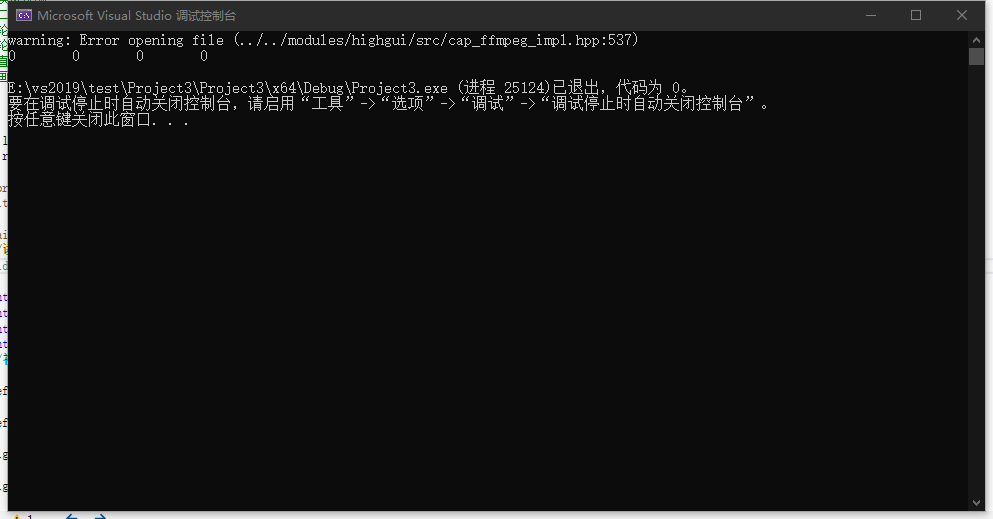 Microsoft Visual Studio 调试控制台
warning: Error opening file (../../modules/highgui/src/cap_ffmpeg_impl.hpp:537)
0 0 0 0
E:\vs2019\test\Project3\Project3\x64\Debug\Project3.exe (进程 25124)已退出，代码为 0。
要在调试停止时自动关闭控制台，请启用“工具”->“选项”->“调试”->“调试停止时自动关闭控制台”。
按任意键关闭此窗口. . .